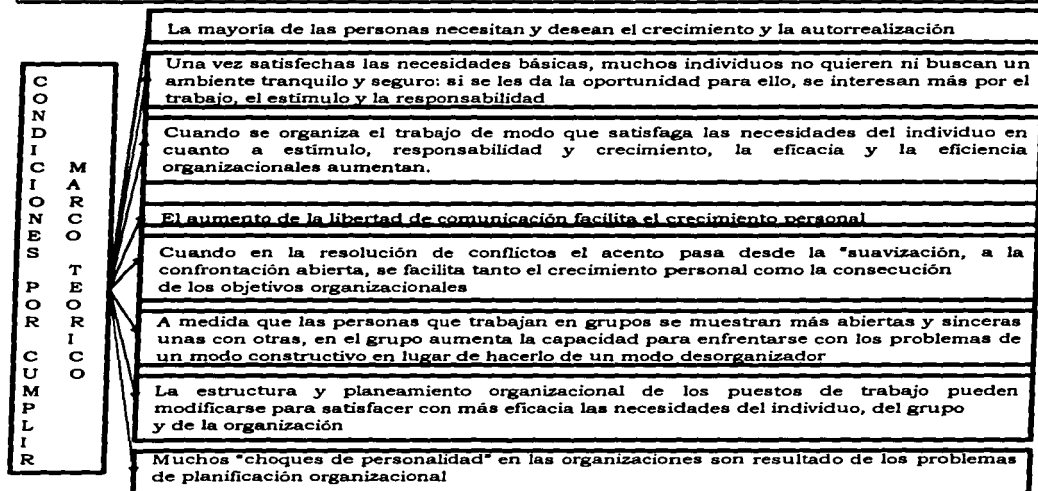 CONDICIONES POR CUMPLIR
MARCO TEORICO
La mayoría de las personas necesitan y desean el crecimiento y la autorrealización
Una vez satisfechas las necesidades básicas, muchos individuos no quieren ni buscan un
ambiente tranquilo y seguro: si se les da la oportunidad para ello, se interesan más por el
trabajo, el estímulo y la responsabilidad
Cuando se organiza el trabajo de modo que satisfaga las necesidades del individuo en
cuanto a estímulo, responsabilidad y crecimiento, la eficacia y la eficiencia
organizacionales aumentan.
El aumento de la libertad de comunicación facilita el crecimiento personal
Cuando en la resolución de conflictos el acento pasa desde la "suavización, a la
confrontación abierta, se facilita tanto el crecimiento personal como la consecución
de los objetivos organizacionales
A medida que las personas que trabajan en grupos se muestran más abiertas y sinceras
unas con otras, en el grupo aumenta la capacidad para enfrentarse con los problemas de
un modo constructivo en lugar de hacerlo de un modo desorganizador
La estructura y planeamiento organizacional de los puestos de trabajo pueden
modificarse para satisfacer con más eficacia las necesidades del individuo, del grupo
y de la organización
Muchos "choques de personalidad" en las organizaciones son resultado de los problemas
de planificación organizacional